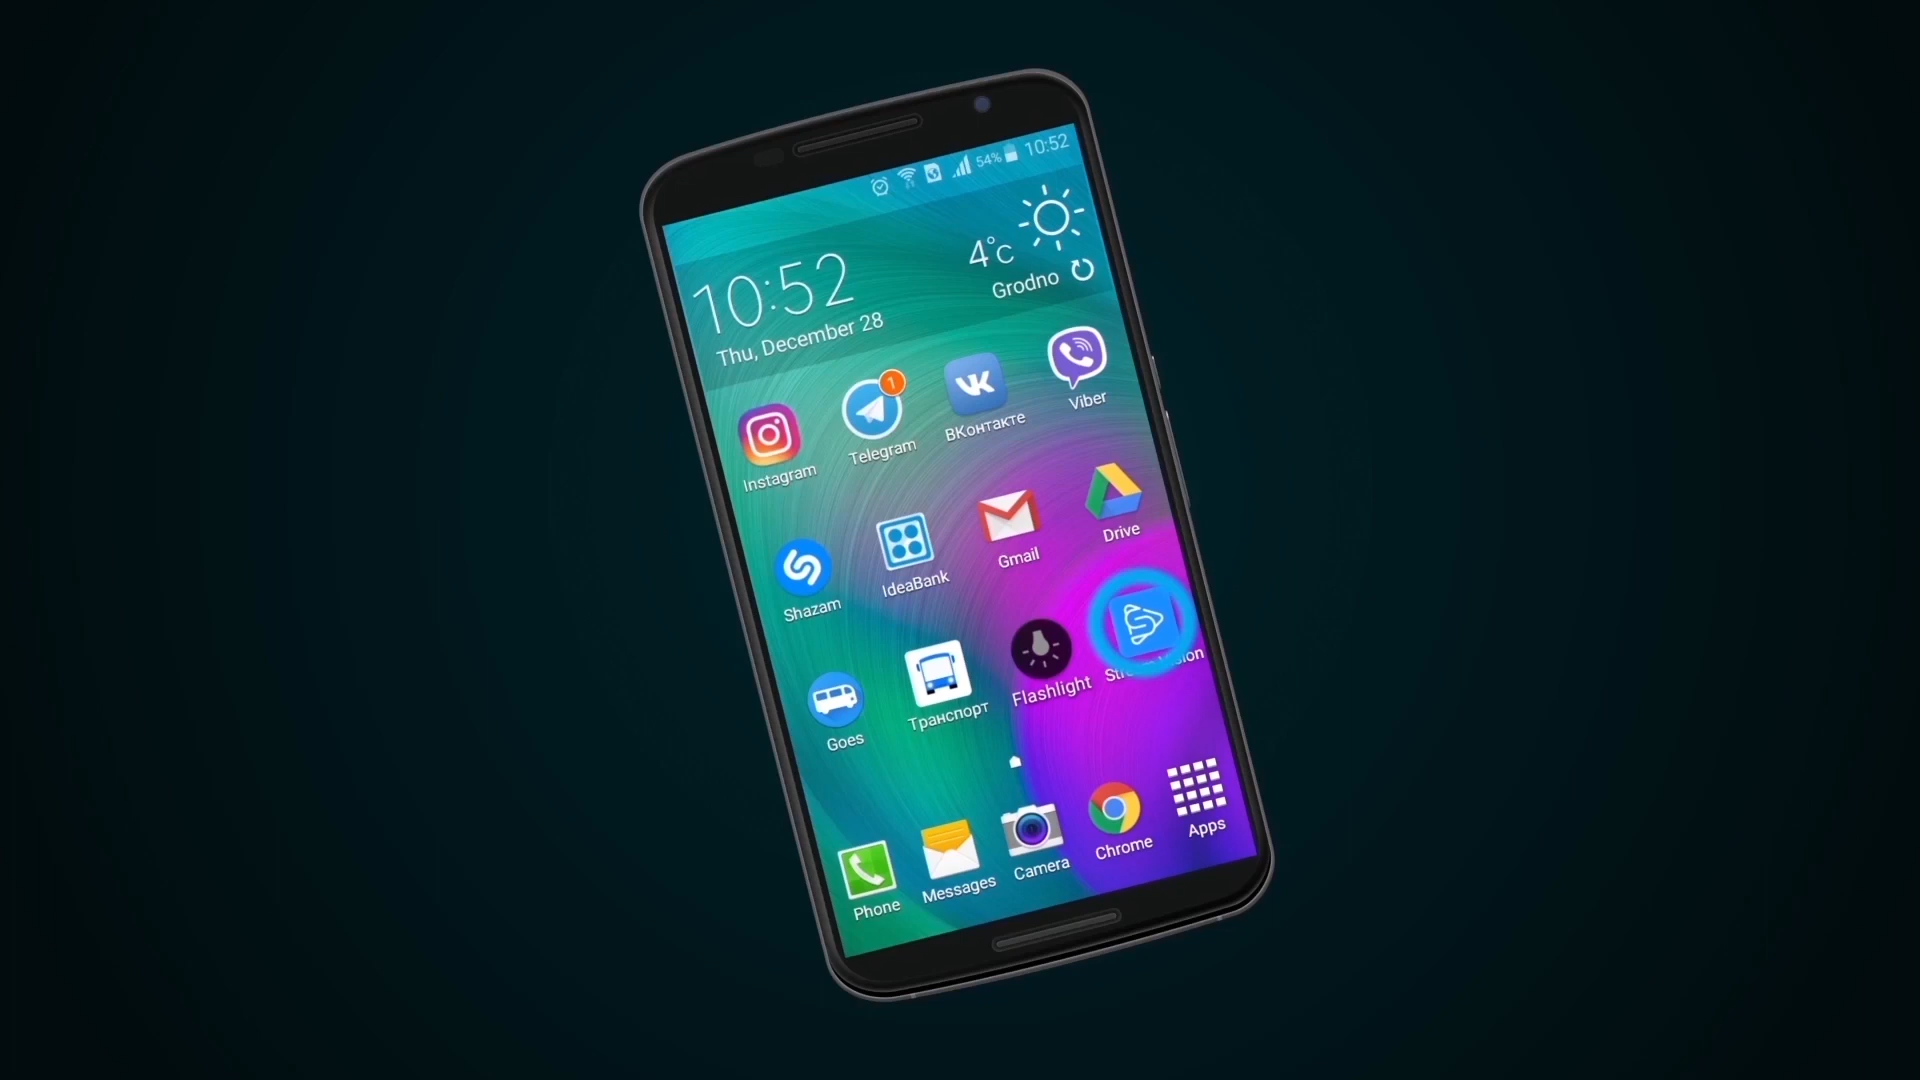 54% 10:52
10:52
Thu, December 28
4°C
Grodno
Instagram
1
Telegram
ВКонтакте
Viber
Shazam
IdeaBank
Gmail
Drive
Goes
Транспорт
Flashlight
Phone
Messages
Camera
Chrome
Apps